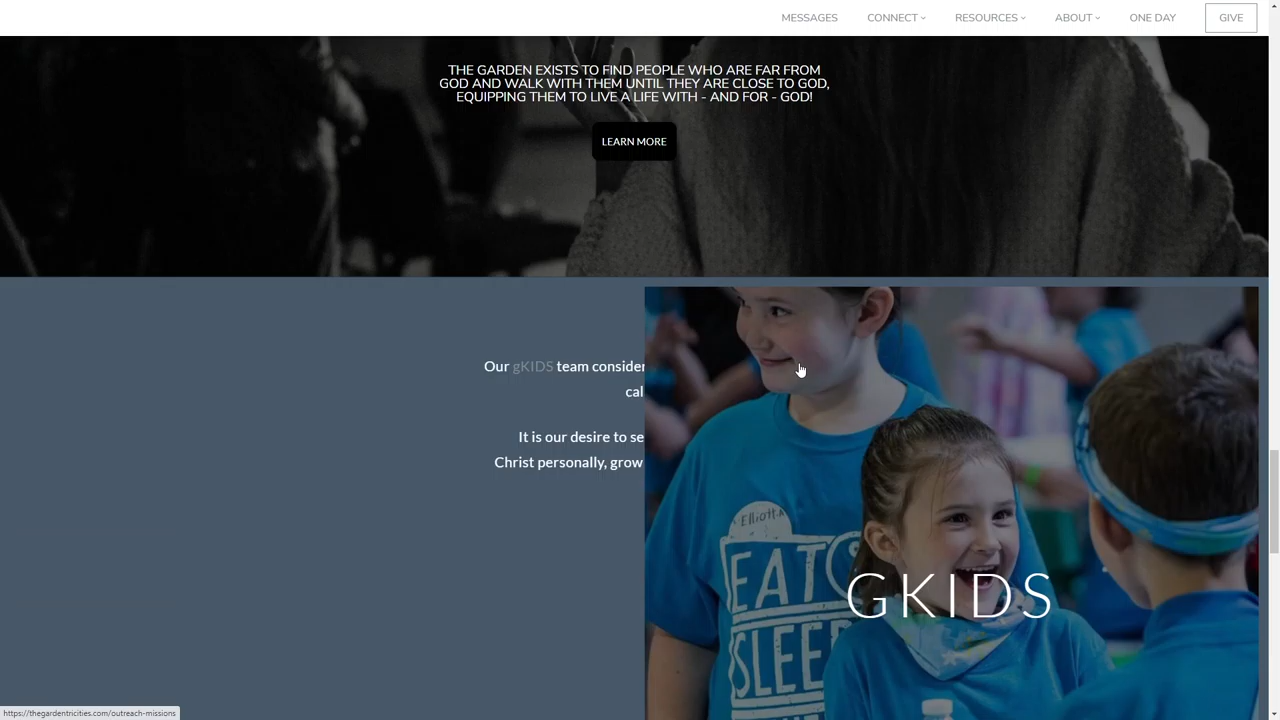 MESSAGES CONNECT RESOURCES ABOUT ONE DAY GIVE
THE GARDEN EXISTS TO FIND PEOPLE WHO ARE FAR FROM
GOD AND WALK WITH THEM UNTIL THEY ARE CLOSE TO GOD,
EQUIPPING THEM TO LIVE A LIFE WITH - AND FOR - GOD!
LEARN MORE
Our gKIDS team consider
cal
It is our desire to se
Christ personally, grow
Elliott A
EAT
SLEEP
GKIDS
https://thegardentricities.com/outreach-missions